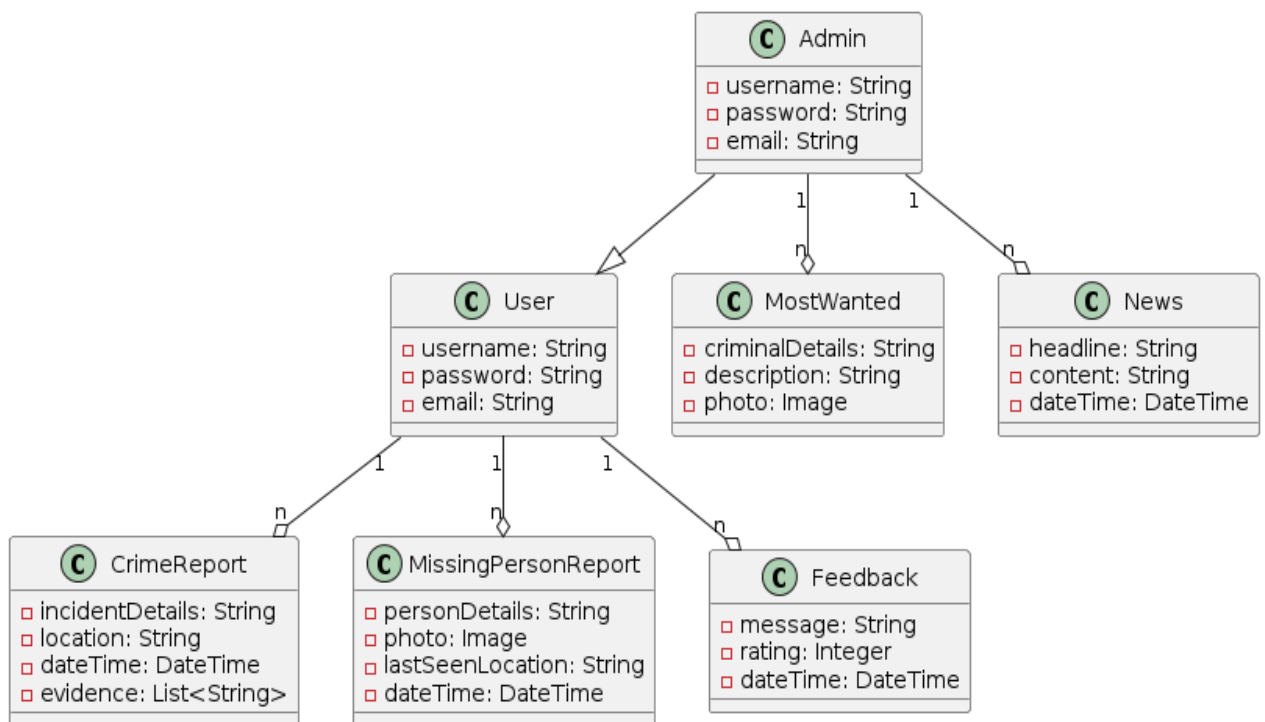 C Admin
username: String
password: String
email: String
1
1
n
n
C User
username: String
password: String
email: String
C MostWanted
criminalDetails: String
description: String
photo: Image
C News
headline: String
content: String
dateTime: DateTime
1
1
1
n
n
n
C CrimeReport
incidentDetails: String
location: String
dateTime: DateTime
evidence: List<String>
C MissingPersonReport
personDetails: String
photo: Image
lastSeenLocation: String
dateTime: DateTime
C Feedback
message: String
rating: Integer
dateTime: DateTime